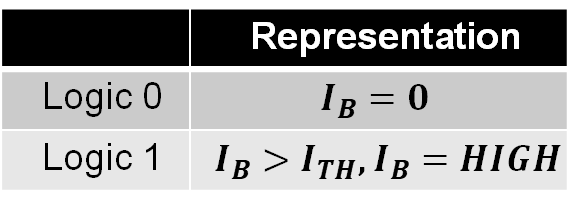 Representation
Logic 0 I_B = 0
Logic 1 I_B > I_TH, I_B = HIGH